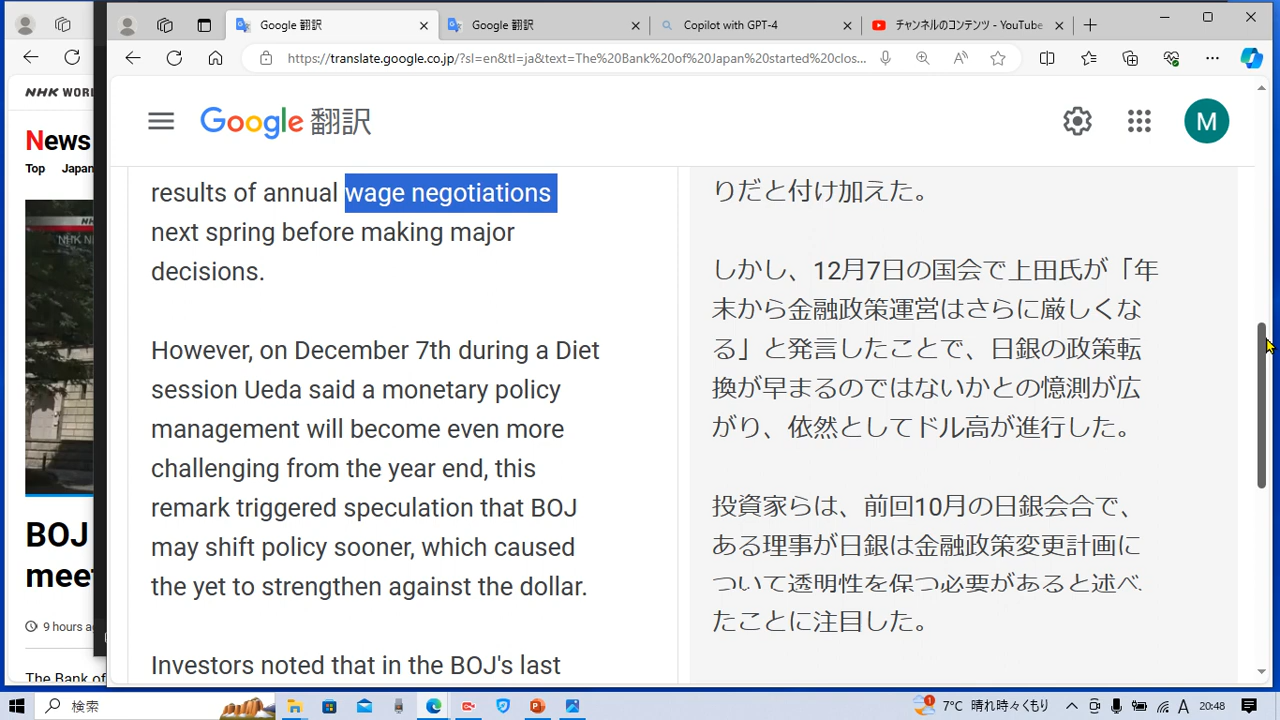 Google 翻訳
Google 翻訳
Copilot with GPT-4
チャンネルのコンテンツ - YouTube
https://translate.google.co.jp/?sl=en&tl=ja&text=The%20Bank%20of%20Japan%20started%20clos...
NHK WORL
News
Top Japan
NHK N
BOJ
meet
9 hours ag
The Bank of
Google 翻訳
M
results of annual wage negotiations
next spring before making major
decisions.
However, on December 7th during a Diet
session Ueda said a monetary policy
management will become even more
challenging from the year end, this
remark triggered speculation that BOJ
may shift policy sooner, which caused
the yet to strengthen against the dollar.
Investors noted that in the BOJ's last
りだと付け加えた。
しかし、12月7日の国会で上田氏が「年
末から金融政策運営はさらに厳しくな
る」と発言したことで、日銀の政策転
換が早まるのではないかとの憶測が広
がり、依然としてドル高が進行した。
投資家らは、前回10月の日銀会合で、
ある理事が日銀は金融政策変更計画に
ついて透明性を保つ必要があると述べ
たことに注目した。
検索
1
7°C 晴れ時々くもり
A
20:48